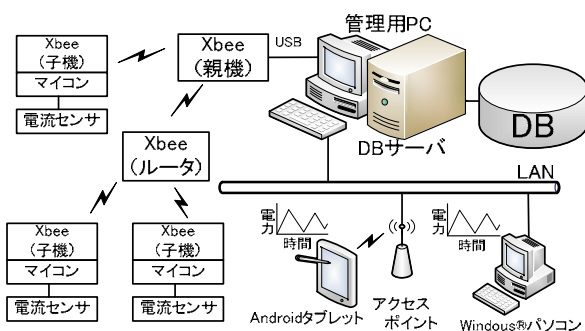 Xbee
(子機)
マイコン
電流センサ
Xbee
(親機)
USB
管理用PC
DBサーバ
DB
Xbee
(ルータ)
LAN
Xbee
(子機)
マイコン
電流センサ
Xbee
(子機)
マイコン
電流センサ
電力
時間
Androidタブレット
アクセス
ポイント
電力
時間
Windous®パソコン